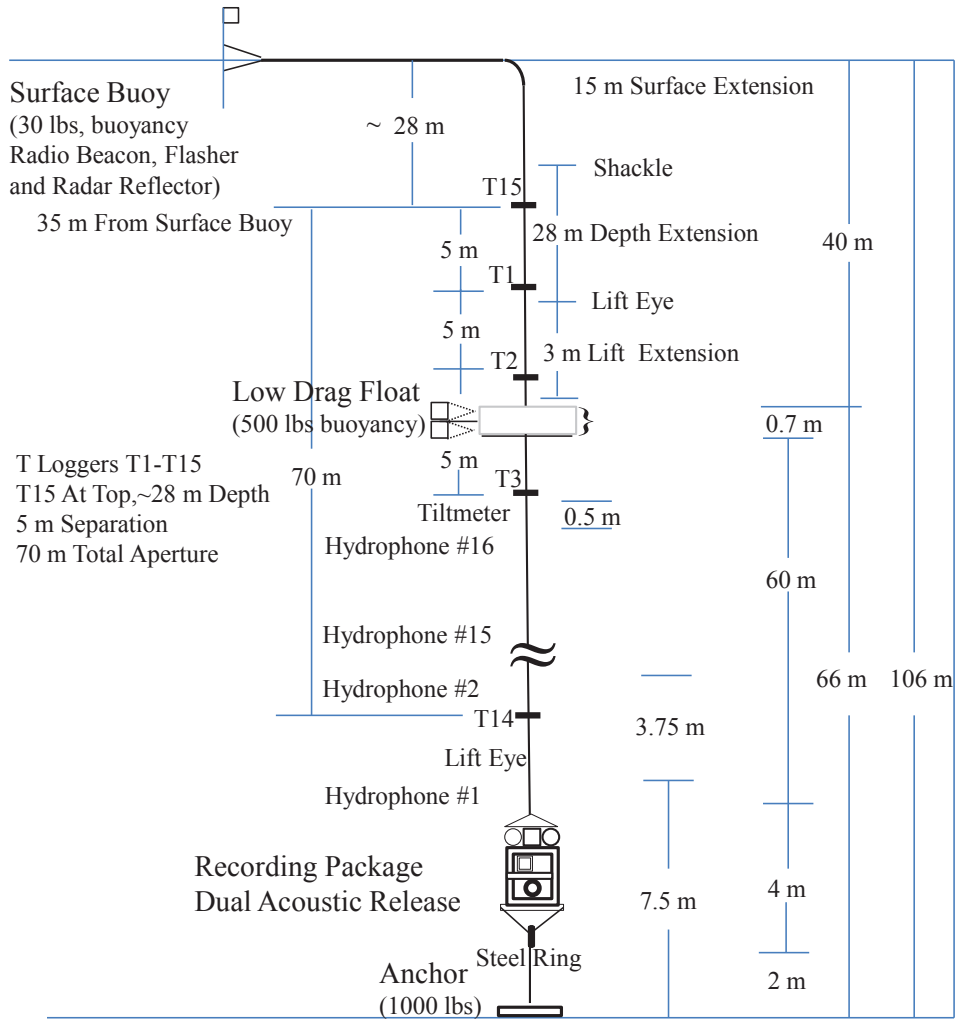 15 m Surface Extension
Surface Buoy
(30 lbs, buoyancy
Radio Beacon, Flasher
and Radar Reflector)
~ 28 m
Shackle
T15
35 m From Surface Buoy
28 m Depth Extension
40 m
5 m
T1
Lift Eye
5 m
T2
3 m Lift Extension
Low Drag Float
(500 lbs buoyancy)
0.7 m
T Loggers T1-T15
T15 At Top,~28 m Depth
5 m Separation
70 m Total Aperture
70 m
5 m
T3
Tiltmeter
0.5 m
Hydrophone #16
60 m
Hydrophone #15
Hydrophone #2
66 m
106 m
T14
3.75 m
Lift Eye
Hydrophone #1
Recording Package
Dual Acoustic Release
7.5 m
4 m
Steel Ring
Anchor
(1000 lbs)
2 m